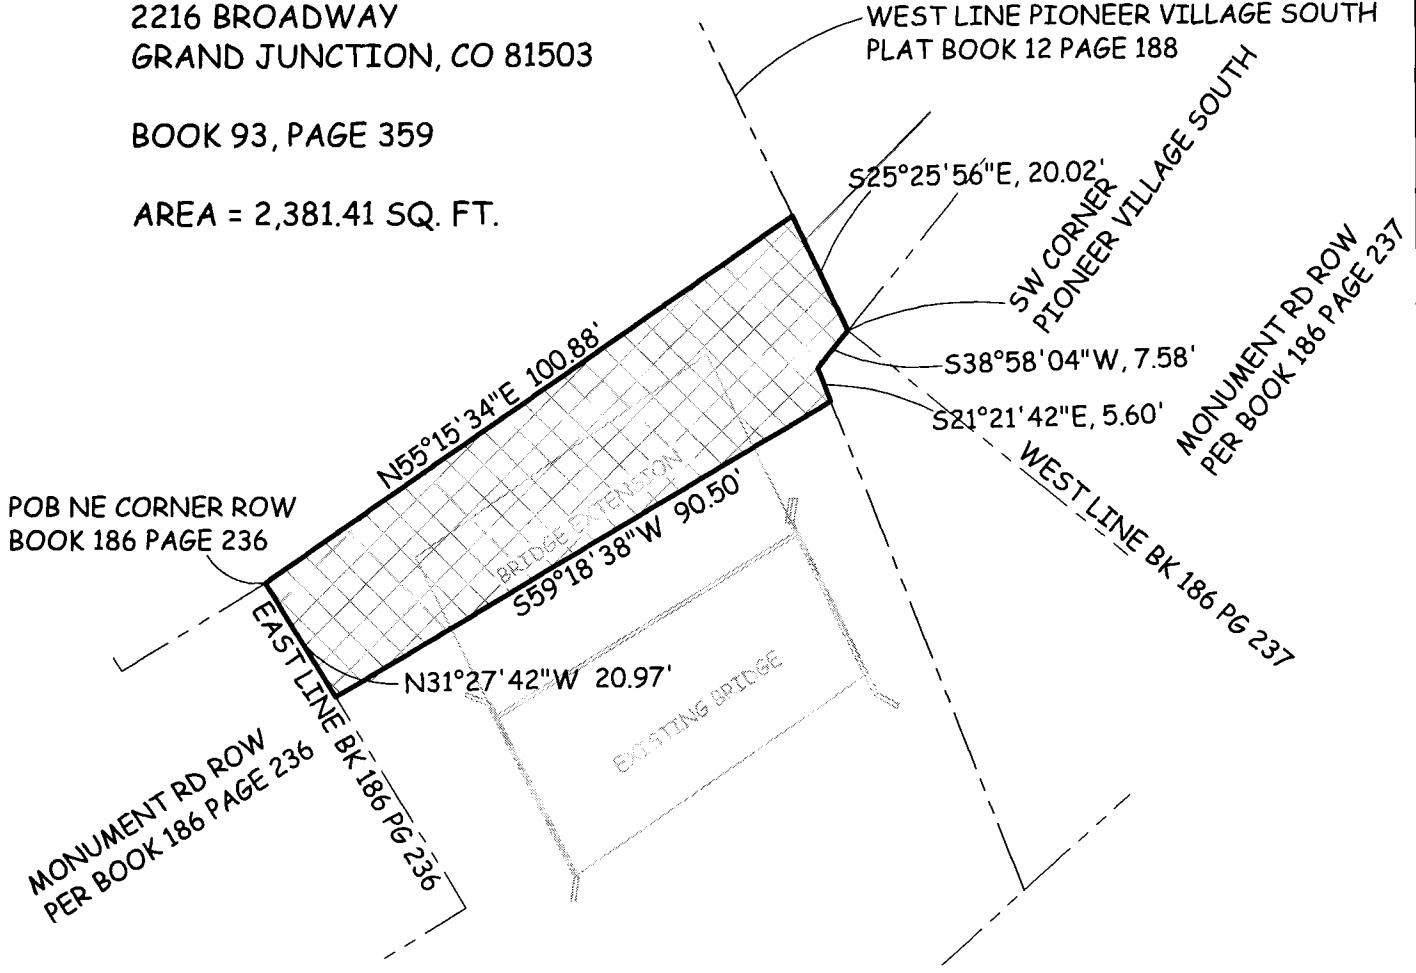 2216 BROADWAY
GRAND JUNCTION, CO 81503
BOOK 93, PAGE 359
AREA = 2,381.41 SQ. FT.
WEST LINE PIONEER VILLAGE SOUTH
PLAT BOOK 12 PAGE 188
S25°25'56"E, 20.02'
SW CORNER
PIONEER VILLAGE SOUTH
MONUMENT RD ROW
PER BOOK 186 PAGE 237
S38°58'04"W, 7.58'
S21°21'42"E, 5.60'
WEST LINE BK 186 PG 237
N55°15'34"E 100.88'
BRIDGE EXTENSION
S59°18'38"W 90.50'
POB NE CORNER ROW
BOOK 186 PAGE 236
EAST LINE BK 186 PG 236
N31°27'42"W 20.97'
EXISTING BRIDGE
MONUMENT RD ROW
PER BOOK 186 PAGE 236